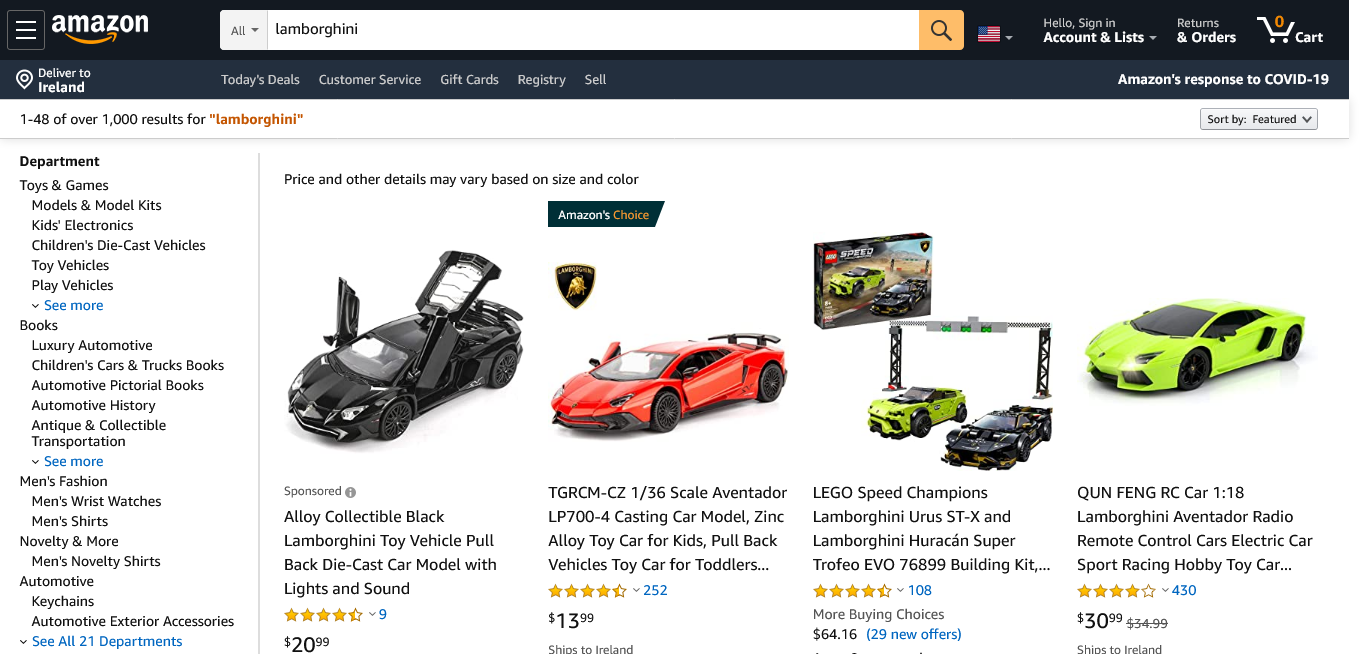 amazon
All
lamborghini
Hello, Sign in
Account & Lists
Returns
& Orders
0
Cart
Deliver to
Ireland
Today's Deals
Customer Service
Gift Cards
Registry
Sell
Amazon's response to COVID-19
1-48 of over 1,000 results for "lamborghini"
Sort by: Featured
Department
Toys & Games
Models & Model Kits
Kids' Electronics
Children's Die-Cast Vehicles
Toy Vehicles
Play Vehicles
See more
Books
Luxury Automotive
Children's Cars & Trucks Books
Automotive Pictorial Books
Automotive History
Antique & Collectible
Transportation
See more
Men's Fashion
Men's Wrist Watches
Men's Shirts
Novelty & More
Men's Novelty Shirts
Automotive
Keychains
Automotive Exterior Accessories
See All 21 Departments
Price and other details may vary based on size and color
Sponsored
Alloy Collectible Black
Lamborghini Toy Vehicle Pull
Back Die-Cast Car Model with
Lights and Sound
9
$2099
Amazon's Choice
LAMBORGHINI
TGRCM-CZ 1/36 Scale Aventador
LP700-4 Casting Car Model, Zinc
Alloy Toy Car for Kids, Pull Back
Vehicles Toy Car for Toddlers...
252
$1399
Ships to Ireland
LEGO
SPEED
LEGO Speed Champions
Lamborghini Urus ST-X and
Lamborghini Huracán Super
Trofeo EVO 76899 Building Kit,...
108
More Buying Choices
$64.16 (29 new offers)
QUN FENG RC Car 1:18
Lamborghini Aventador Radio
Remote Control Cars Electric Car
Sport Racing Hobby Toy Car...
430
$3099 $34.99
Ships to Ireland